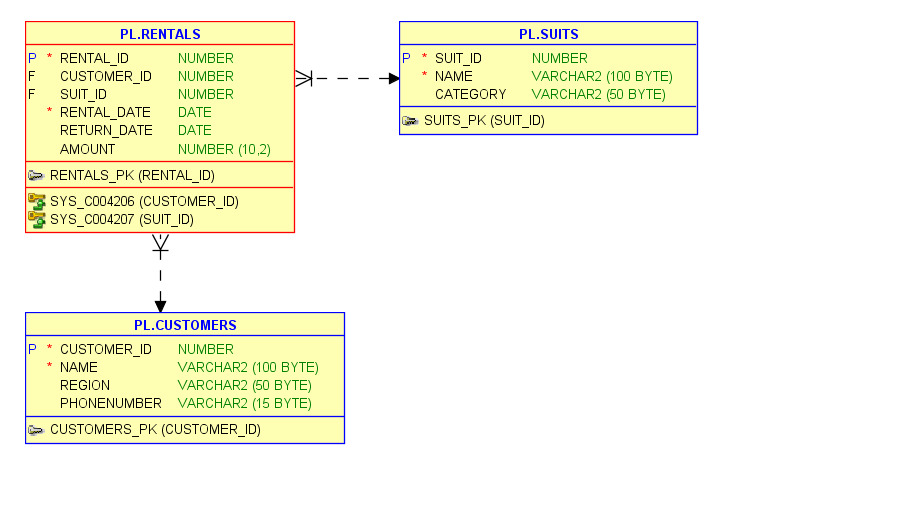 PL.RENTALS
P * RENTAL_ID NUMBER
F CUSTOMER_ID NUMBER
F SUIT_ID NUMBER
* RENTAL_DATE DATE
RETURN_DATE DATE
AMOUNT NUMBER (10,2)
RENTALS_PK (RENTAL_ID)
SYS_C004206 (CUSTOMER_ID)
SYS_C004207 (SUIT_ID)
PL.SUITS
P * SUIT_ID NUMBER
* NAME VARCHAR2 (100 BYTE)
CATEGORY VARCHAR2 (50 BYTE)
SUITS_PK (SUIT_ID)
PL.CUSTOMERS
P * CUSTOMER_ID NUMBER
* NAME VARCHAR2 (100 BYTE)
REGION VARCHAR2 (50 BYTE)
PHONENUMBER VARCHAR2 (15 BYTE)
CUSTOMERS_PK (CUSTOMER_ID)